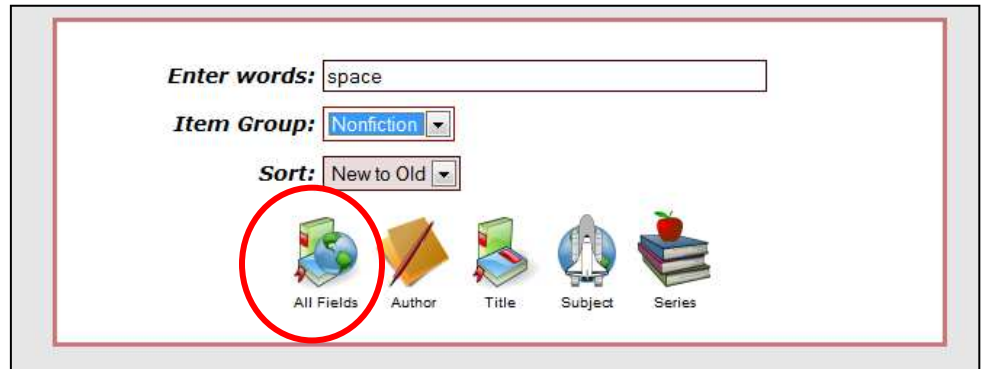 Enter words: space
Item Group: Nonfiction
Sort: New to Old
All Fields Author Title Subject Series